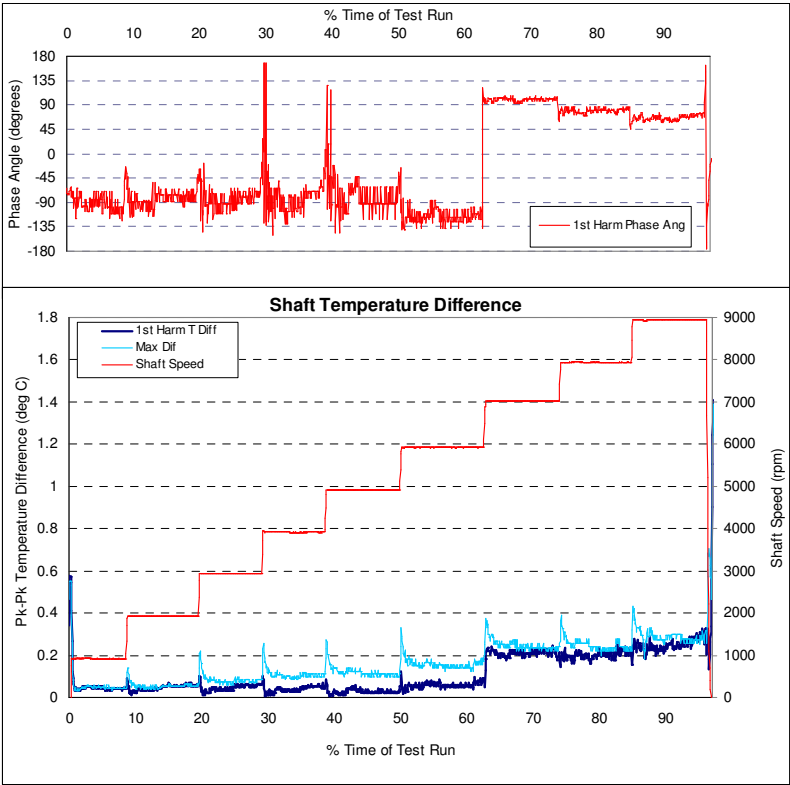 % Time of Test Run
0 10 20 30 40 50 60 70 80 90
180
135
90
45
0
-45
-90
-135
-180
Phase Angle (degrees)
1st Harm Phase Ang
Shaft Temperature Difference
1.8
1.6
1.4
1.2
1
0.8
0.6
0.4
0.2
0
Pk-Pk Temperature Difference (deg C)
1st Harm T Diff
Max Dif
Shaft Speed
9000
8000
7000
6000
5000
4000
3000
2000
1000
0
Shaft Speed (rpm)
0 10 20 30 40 50 60 70 80 90
% Time of Test Run